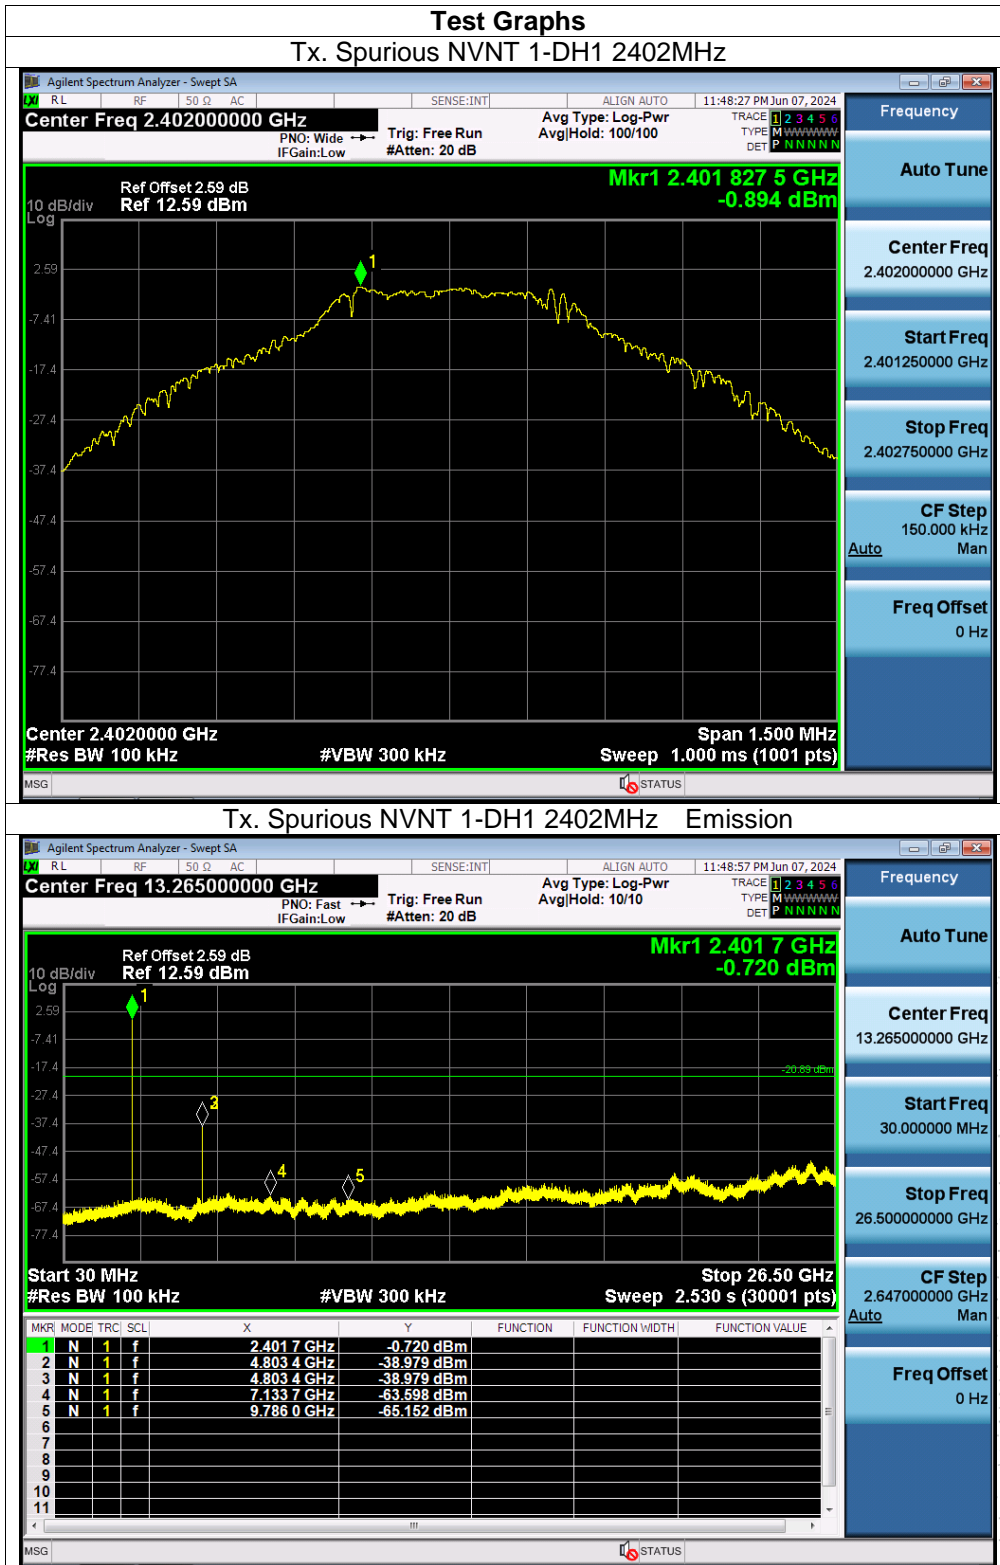 Test Graphs
Tx. Spurious NVNT 1-DH1 2402MHz
Agilent Spectrum Analyzer - Swept SA
LXI RL RF 50 Ω AC SENSE:INT ALIGN AUTO 11:48:27 PM Jun 07, 2024
Center Freq 2.402000000 GHz
PNO: Wide
IFGain:Low
Trig: Free Run
#Atten: 20 dB
Avg Type: Log-Pwr
Avg|Hold: 100/100
TRACE 1 2 3 4 5 6
TYPE M WWWWW
DET P N N N N N
Frequency
Mkr1 2.401 827 5 GHz
-0.894 dBm
Ref Offset 2.59 dB
10 dB/div Ref 12.59 dBm
Log
1
2.59
-7.41
-17.4
-27.4
-37.4
-47.4
-57.4
-67.4
-77.4
Center 2.4020000 GHz
Span 1.500 MHz
#Res BW 100 kHz
#VBW 300 kHz
Sweep 1.000 ms (1001 pts)
Auto Tune
Center Freq
2.402000000 GHz
Start Freq
2.401250000 GHz
Stop Freq
2.402750000 GHz
CF Step
150.000 kHz
Auto Man
Freq Offset
0 Hz
MSG STATUS
Tx. Spurious NVNT 1-DH1 2402MHz Emission
Agilent Spectrum Analyzer - Swept SA
LXI RL RF 50 Ω AC SENSE:INT ALIGN AUTO 11:48:57 PM Jun 07, 2024
Center Freq 13.265000000 GHz
PNO: Fast
IFGain:Low
Trig: Free Run
#Atten: 20 dB
Avg Type: Log-Pwr
Avg|Hold: 10/10
TRACE 1 2 3 4 5 6
TYPE M WWWWW
DET P N N N N N
Frequency
Mkr1 2.401 7 GHz
-0.720 dBm
Ref Offset 2.59 dB
10 dB/div Ref 12.59 dBm
Log
1
2.59
-7.41
-17.4
-20.89 dBm
-27.4
-37.4
-47.4
4
5
-57.4
-67.4
-77.4
Start 30 MHz
Stop 26.50 GHz
#Res BW 100 kHz
#VBW 300 kHz
Sweep 2.530 s (30001 pts)
MKR MODE TRC SCL X Y FUNCTION FUNCTION WIDTH FUNCTION VALUE
1 N 1 f 2.401 7 GHz -0.720 dBm
2 N 1 f 4.803 4 GHz -38.979 dBm
3 N 1 f 4.803 4 GHz -38.979 dBm
4 N 1 f 7.133 7 GHz -63.598 dBm
5 N 1 f 9.786 0 GHz -65.152 dBm
6
7
8
9
10
11
Auto Tune
Center Freq
13.265000000 GHz
Start Freq
30.000000 MHz
Stop Freq
26.500000000 GHz
CF Step
2.647000000 GHz
Auto Man
Freq Offset
0 Hz
MSG STATUS